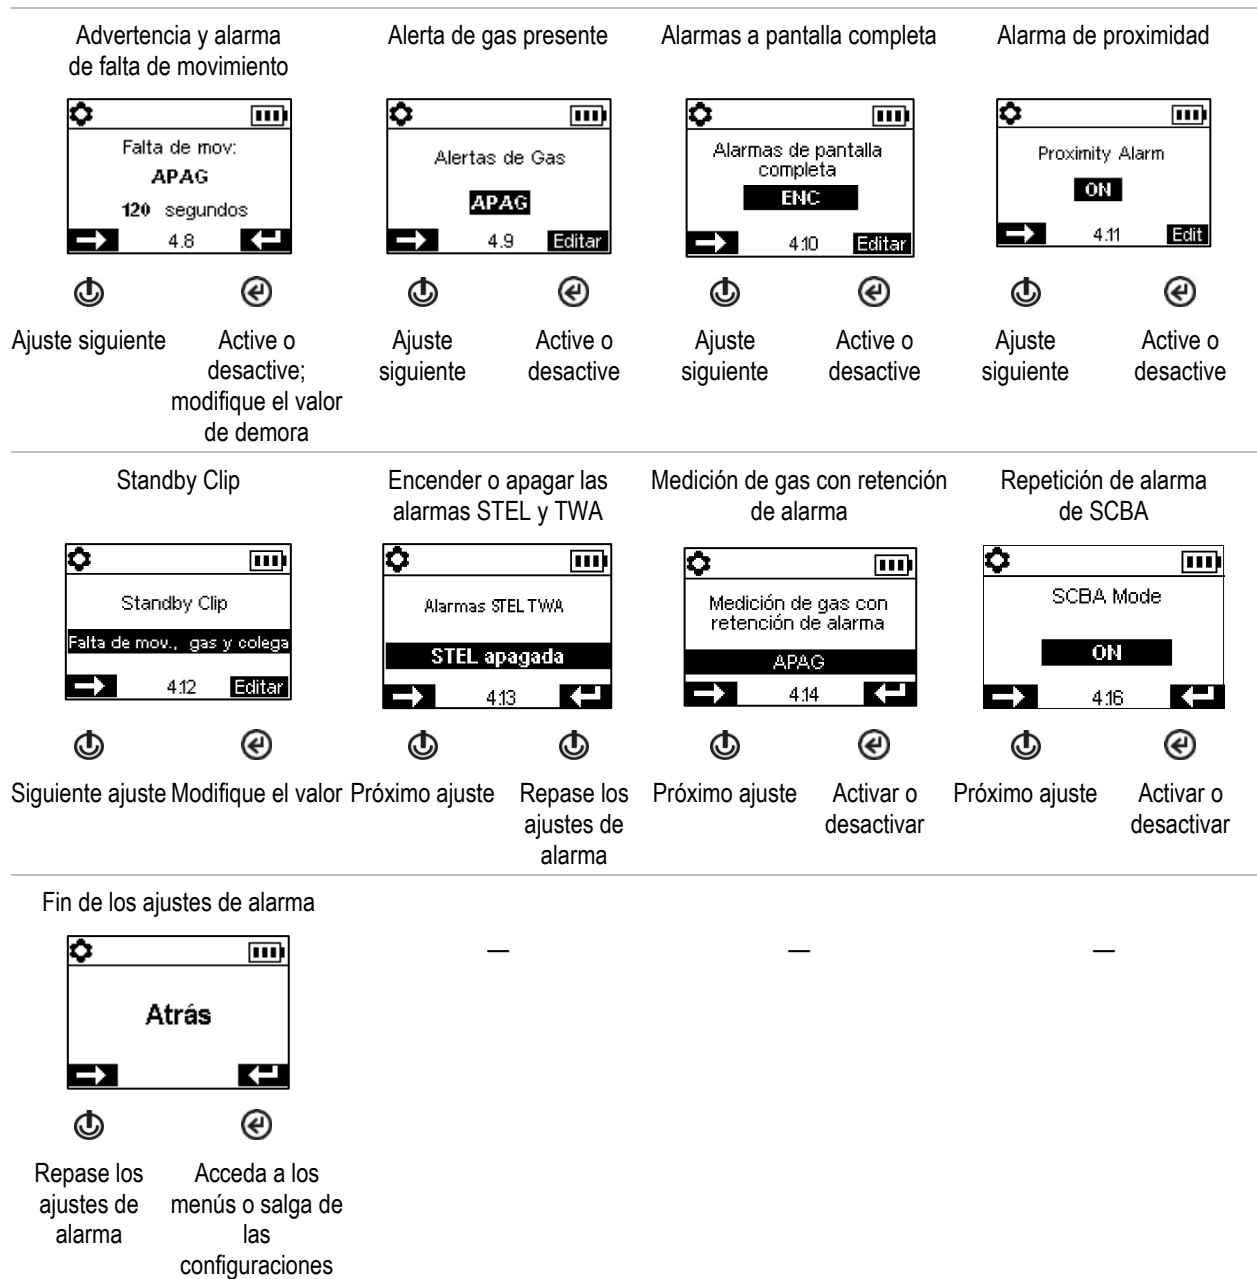 Advertencia y alarma
de falta de movimiento
Alerta de gas presente
Alarmas a pantalla completa
Alarma de proximidad
Falta de mov:
APAG
120 segundos
4.8
Alertas de Gas
APAG
4.9 Editar
Alarmas de pantalla
completa
ENC
4.10 Editar
Proximity Alarm
ON
4.11 Edit
Ajuste siguiente
Active o
desactive;
modifique el valor
de demora
Ajuste
siguiente
Active o
desactive
Ajuste
siguiente
Active o
desactive
Ajuste
siguiente
Active o
desactive
Standby Clip
Encender o apagar las
alarmas STEL y TWA
Medición de gas con retención
de alarma
Repetición de alarma
de SCBA
Standby Clip
Falta de mov., gas y colega
4.12 Editar
Alarmas STEL TWA
STEL apagada
4.13
Medición de gas con
retención de alarma
APAG
4.14
SCBA Mode
ON
4.16
Siguiente ajuste
Modifique el valor
Próximo ajuste
Repase los
ajustes de
alarma
Próximo ajuste
Activar o
desactivar
Próximo ajuste
Activar o
desactivar
Fin de los ajustes de alarma
Atrás
—
—
—
Repase los
ajustes de
alarma
Acceda a los
menús o salga de
las
configuraciones